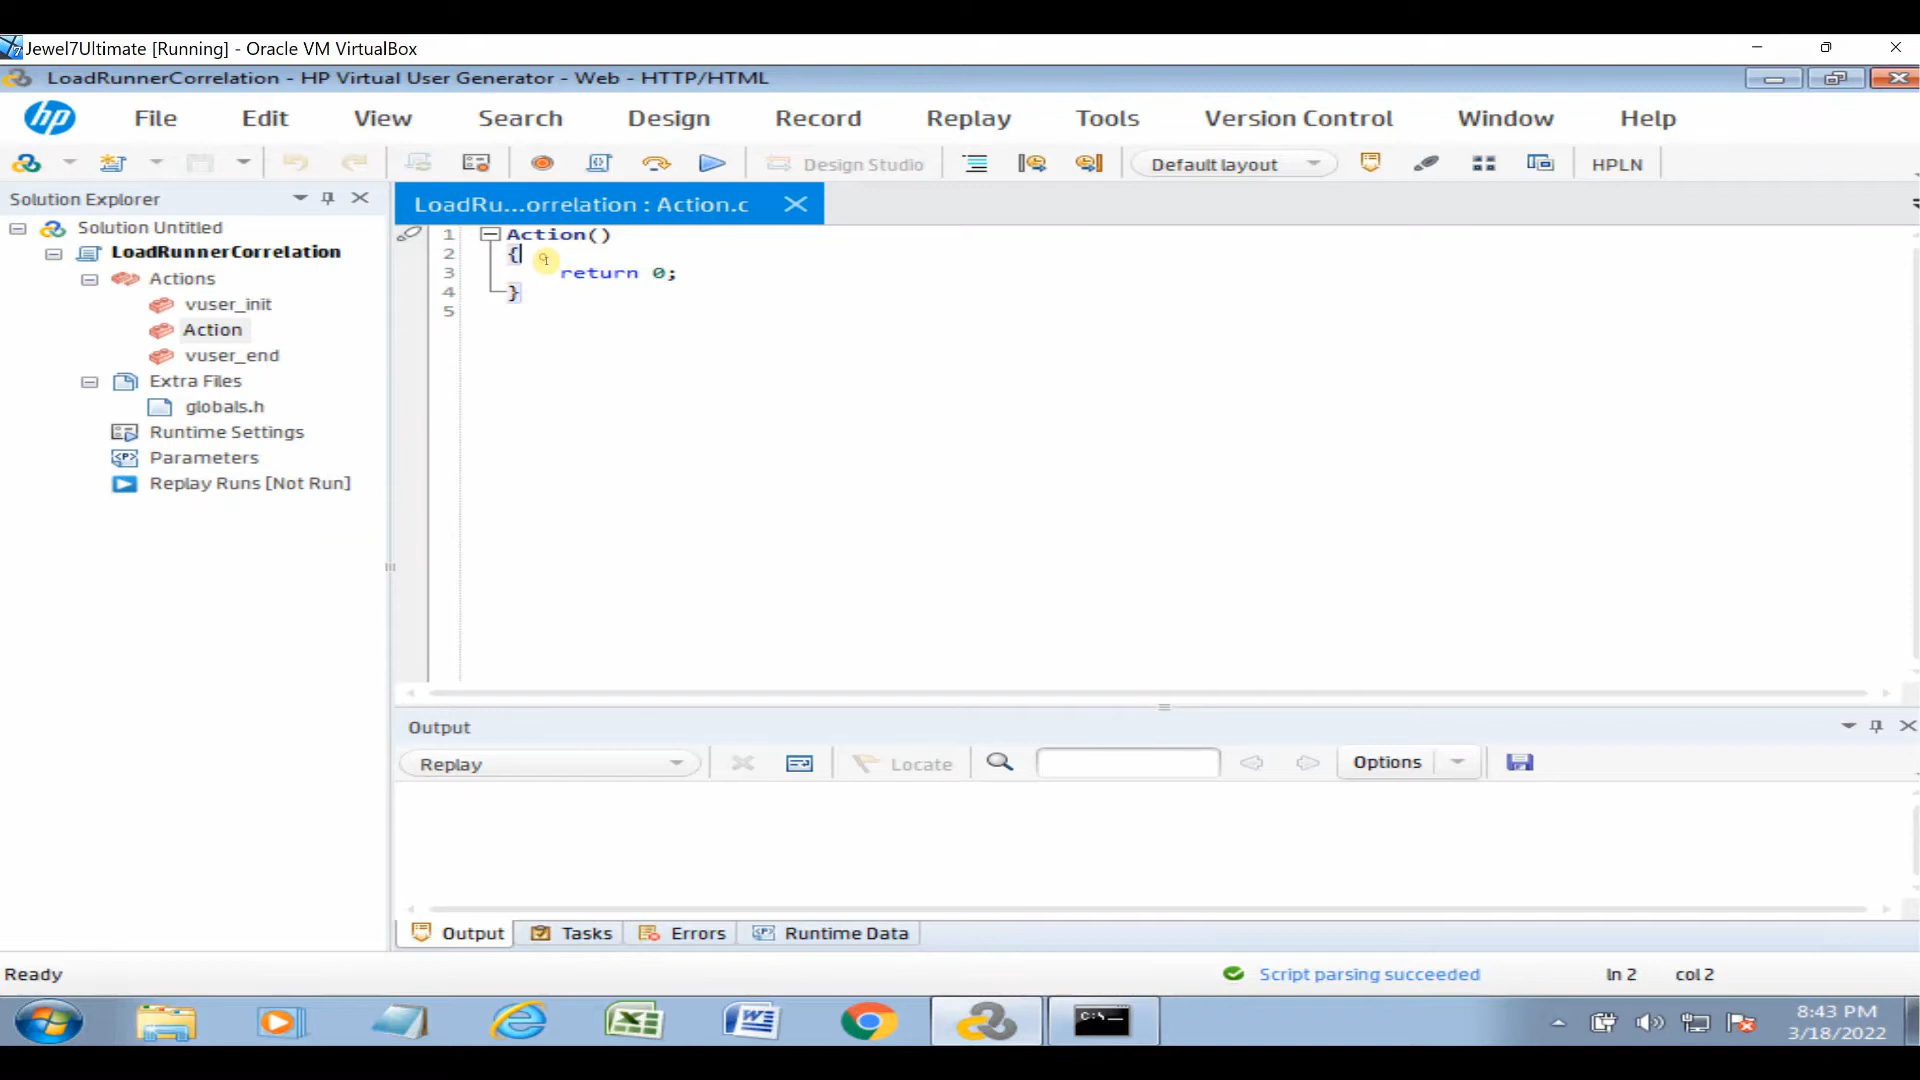 Jewel7Ultimate [Running] - Oracle VM VirtualBox
LoadRunnerCorrelation - HP Virtual User Generator - Web - HTTP/HTML
hp File Edit View Search Design Record Replay Tools Version Control Window Help
Design Studio Default layout HPLN
Solution Explorer
LoadRu...orrelation : Action.c
Solution Untitled
LoadRunnerCorrelation
Actions
vuser_init
Action
vuser_end
Extra Files
globals.h
Runtime Settings
Parameters
Replay Runs [Not Run]
1 Action()
2 {
3 return 0;
4 }
5
Output
Replay Locate Options
Output Tasks Errors Runtime Data
Ready Script parsing succeeded ln 2 col 2
C:\
8:43 PM
3/18/2022